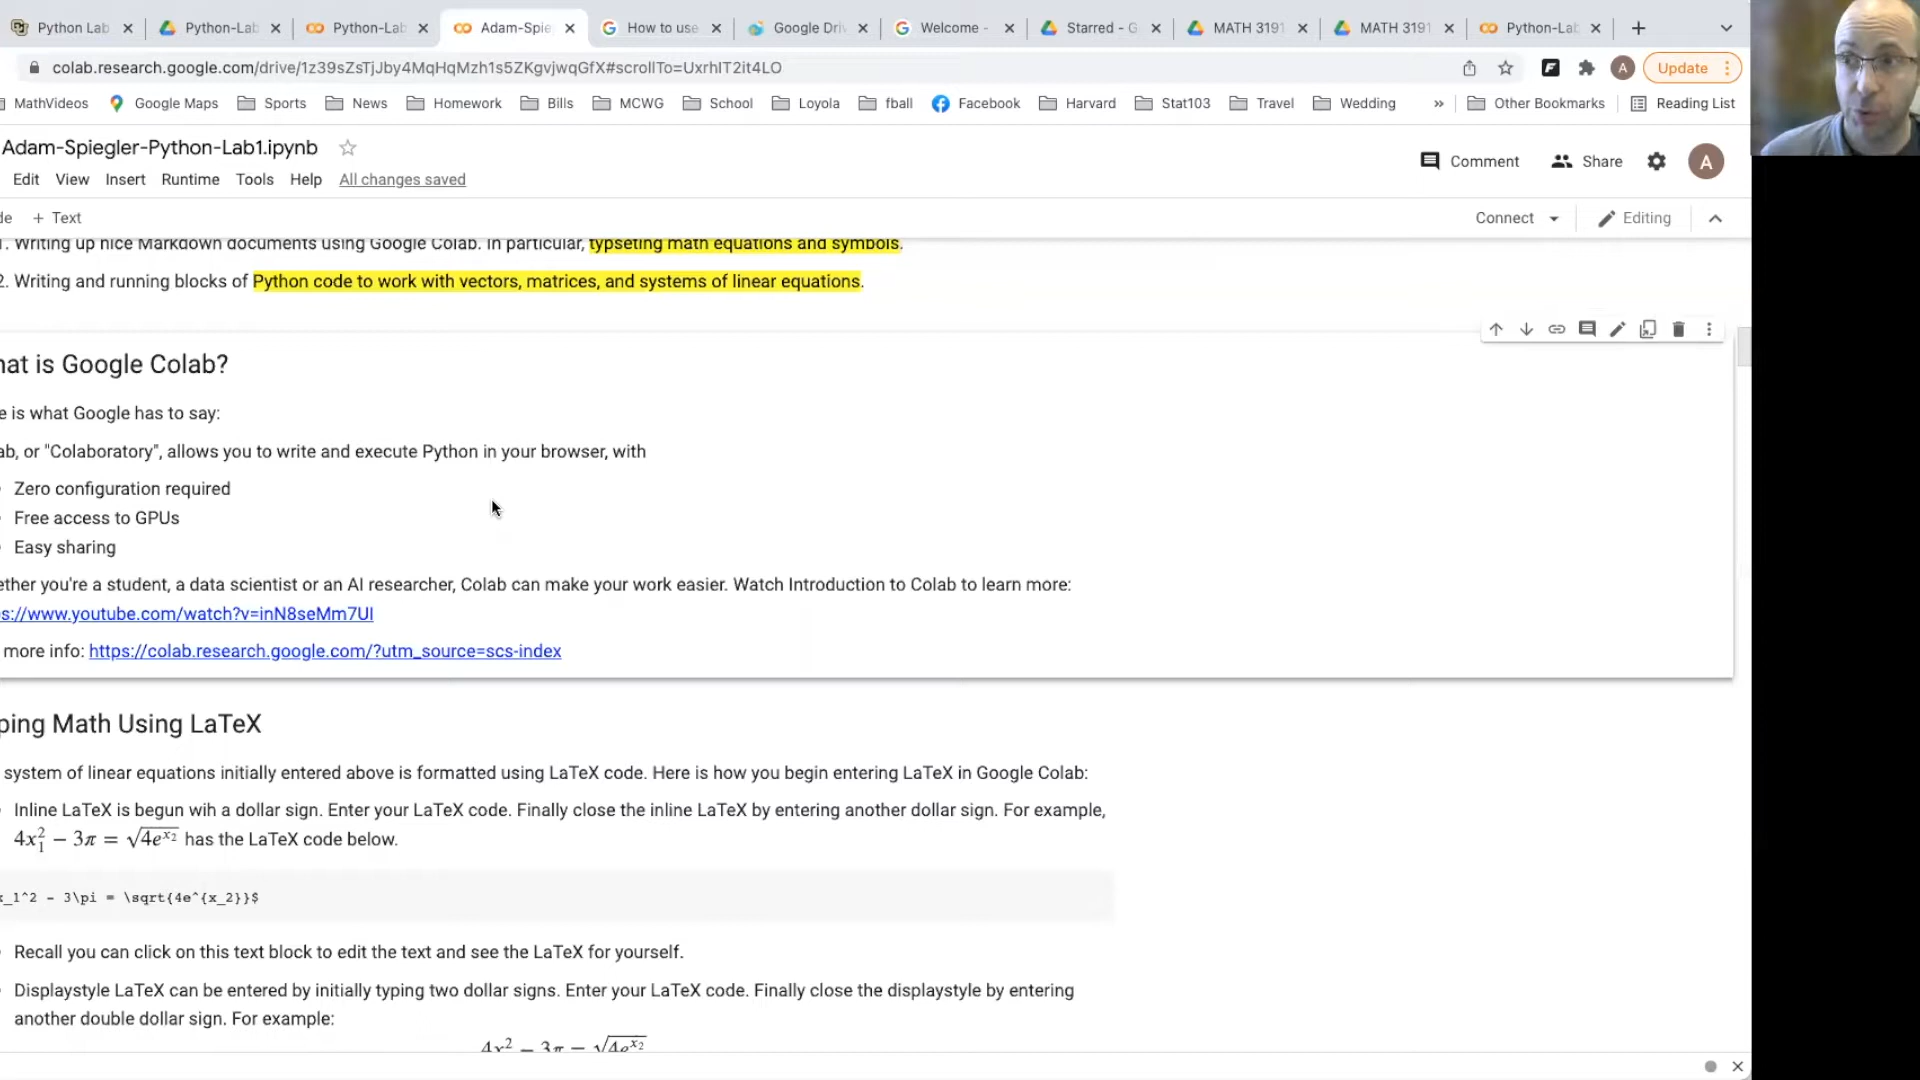 Python Lab
Python-Lab
Python-Lab
Adam-Spie
How to use
Google Driv
Welcome -
Starred - G
MATH 3191
MATH 3191
Python-Lab
colab.research.google.com/drive/1z39sZsTjJby4MqHqMzh1s5ZKgvjwqGfX#scrollTo=UxrhIT2it4LO
A
Update
MathVideos
Google Maps
Sports
News
Homework
Bills
MCWG
School
Loyola
fball
Facebook
Harvard
Stat103
Travel
Wedding
»
Other Bookmarks
Reading List
Adam-Spiegler-Python-Lab1.ipynb
Comment
Share
A
Edit View Insert Runtime Tools Help All changes saved
de + Text
Connect
Editing
1. Writing up nice Markdown documents using Google Colab. In particular, typseting math equations and symbols.
2. Writing and running blocks of Python code to work with vectors, matrices, and systems of linear equations.
hat is Google Colab?
e is what Google has to say:
ab, or "Colaboratory", allows you to write and execute Python in your browser, with
Zero configuration required
Free access to GPUs
Easy sharing
ether you're a student, a data scientist or an AI researcher, Colab can make your work easier. Watch Introduction to Colab to learn more:
s://www.youtube.com/watch?v=inN8seMm7UI
more info: https://colab.research.google.com/?utm_source=scs-index
ping Math Using LaTeX
system of linear equations initially entered above is formatted using LaTeX code. Here is how you begin entering LaTeX in Google Colab:
Inline LaTeX is begun wih a dollar sign. Enter your LaTeX code. Finally close the inline LaTeX by entering another dollar sign. For example,
4x₁² − 3π = √4e^x₂ has the LaTeX code below.
x_1^2 - 3\pi = \sqrt{4e^{x_2}}$
Recall you can click on this text block to edit the text and see the LaTeX for yourself.
Displaystyle LaTeX can be entered by initially typing two dollar signs. Enter your LaTeX code. Finally close the displaystyle by entering
another double dollar sign. For example:
4x² − 3π = √4e^x₂